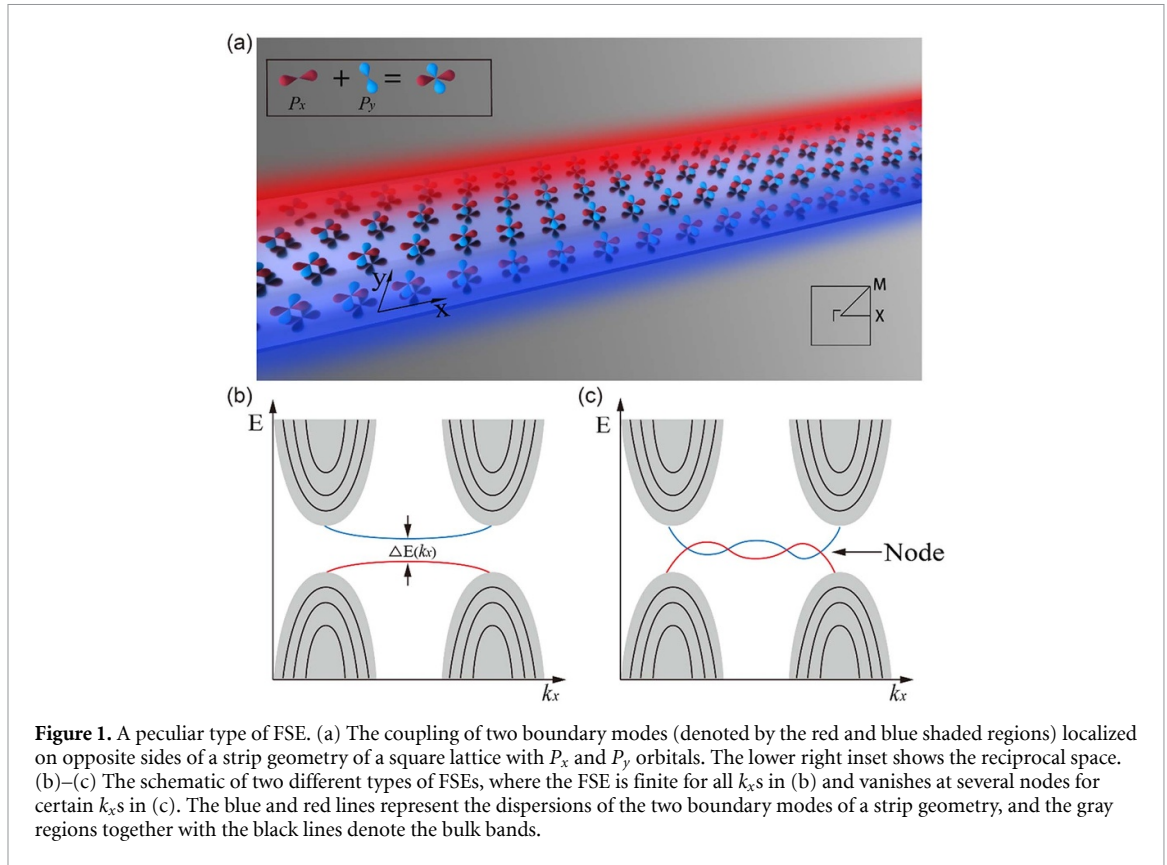 (a)
+ =
Pₓ Pᵧ
y
x
M
Γ X
(b) (c)
E E
ΔE(kₓ)
Node
kₓ kₓ
Figure 1. A peculiar type of FSE. (a) The coupling of two boundary modes (denoted by the red and blue shaded regions) localized
on opposite sides of a strip geometry of a square lattice with Pₓ and Pᵧ orbitals. The lower right inset shows the reciprocal space.
(b)–(c) The schematic of two different types of FSEs, where the FSE is finite for all kₓs in (b) and vanishes at several nodes for
certain kₓs in (c). The blue and red lines represent the dispersions of the two boundary modes of a strip geometry, and the gray
regions together with the black lines denote the bulk bands.